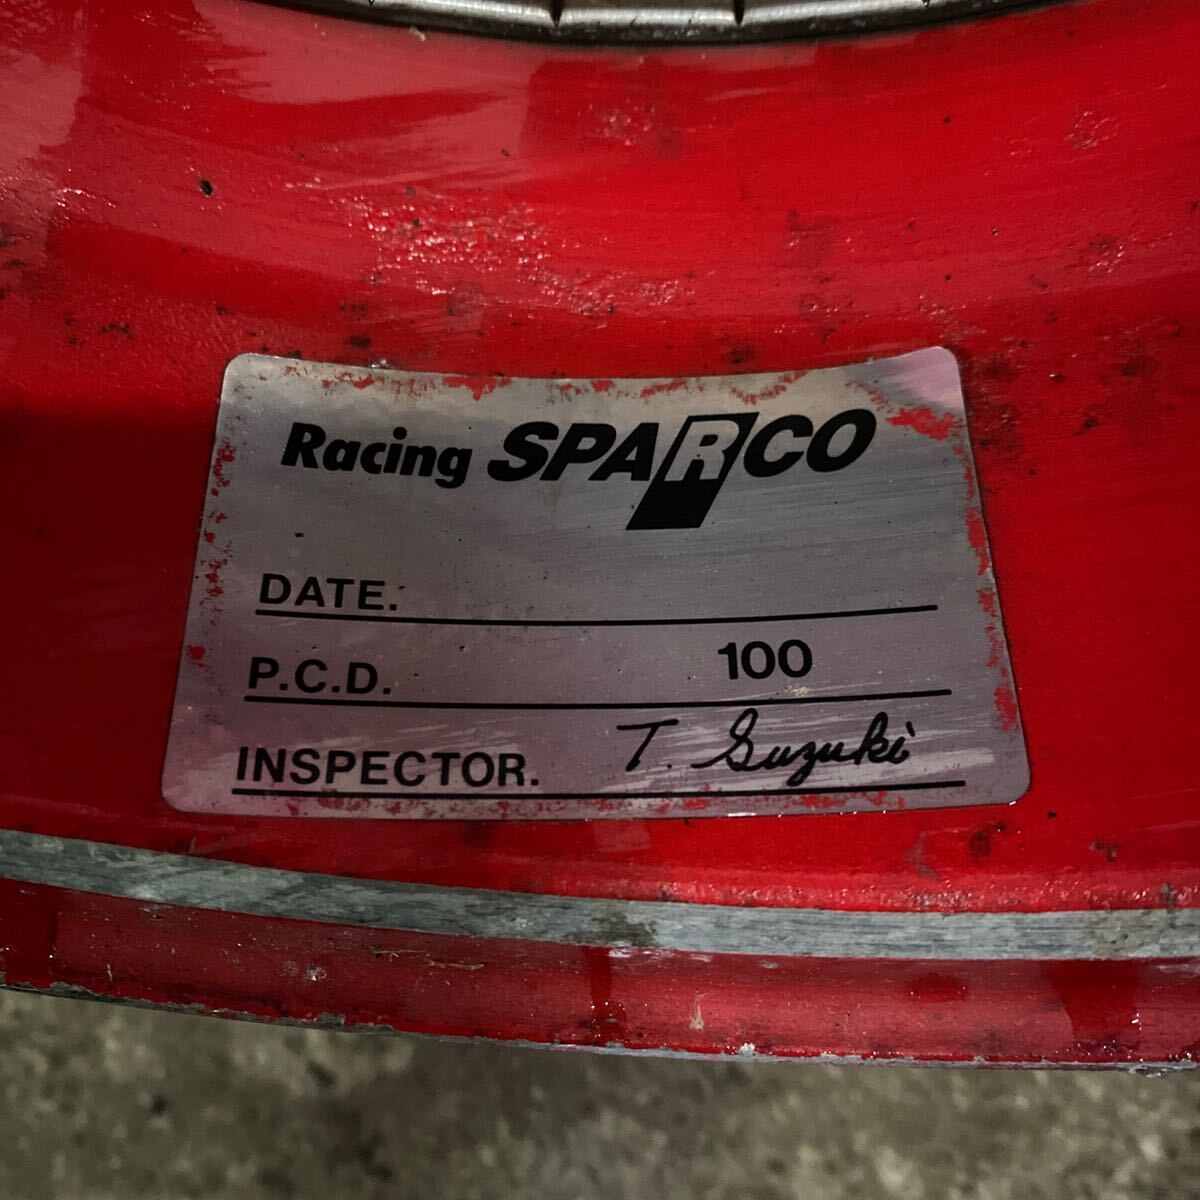 Racing SPARCO
DATE.
P.C.D. 100
INSPECTOR. T. Suzuki